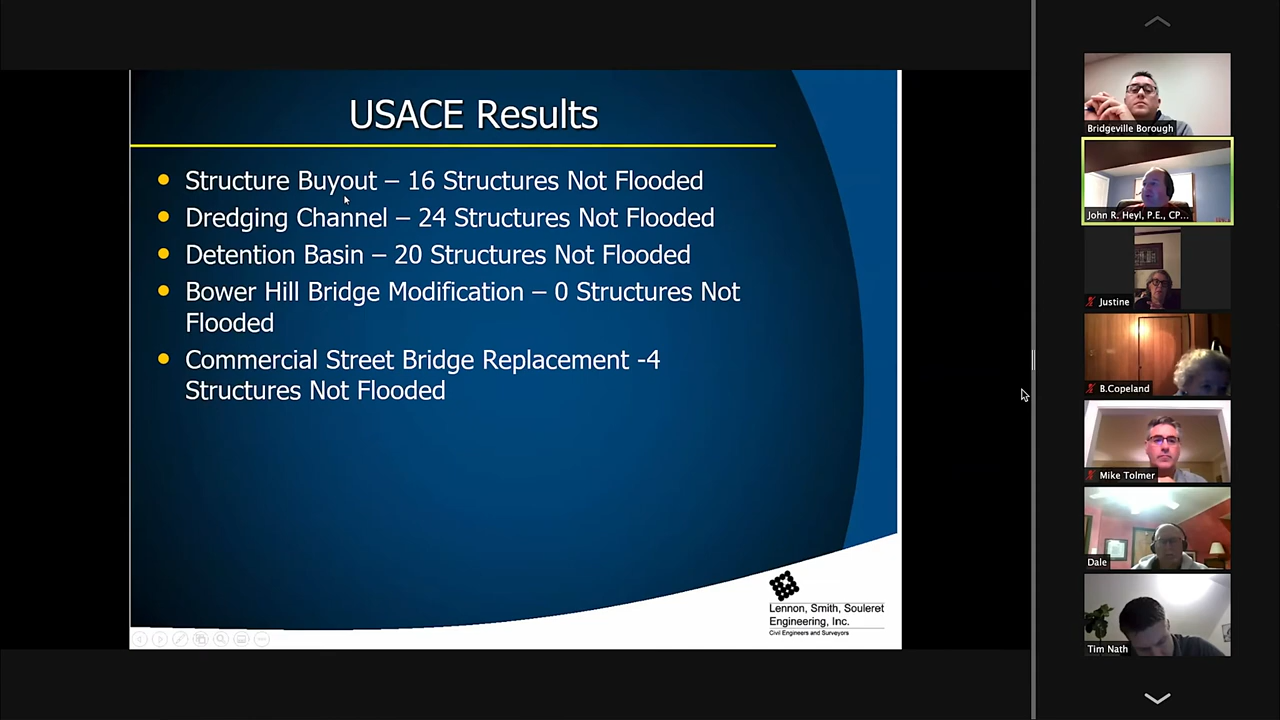 USACE Results
Structure Buyout – 16 Structures Not Flooded
Dredging Channel – 24 Structures Not Flooded
Detention Basin – 20 Structures Not Flooded
Bower Hill Bridge Modification – 0 Structures Not
Flooded
Commercial Street Bridge Replacement -4
Structures Not Flooded
Lennon, Smith, Souleret
Engineering, Inc.
Civil Engineers and Surveyors
Bridgeville Borough
John R. Heyl, P.E., CP...
Justine
B.Copeland
Mike Tolmer
Dale
Tim Nath